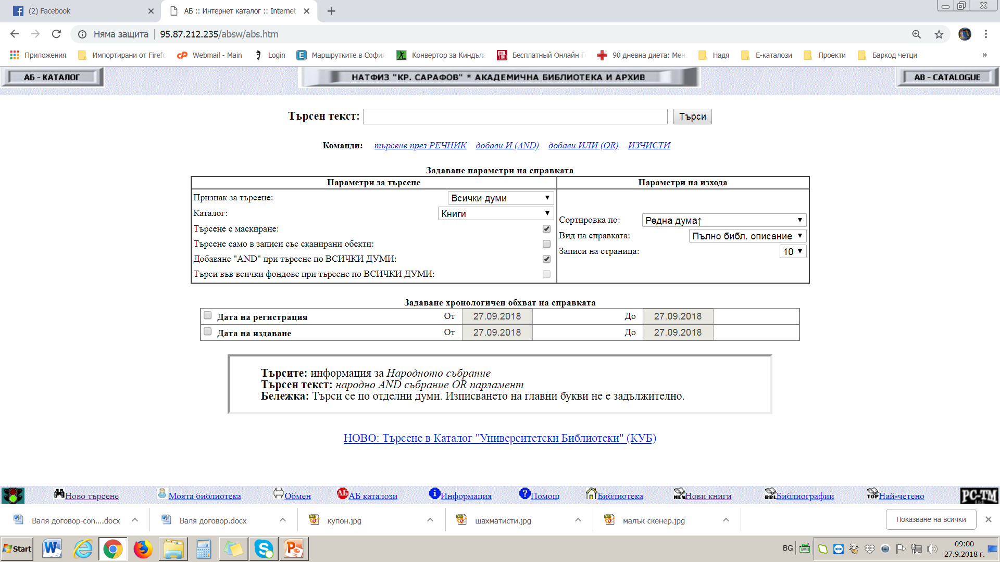 (2) Facebook
АБ :: Интернет каталог :: Internet
Няма защита
95.87.212.235/absw/abs.htm
Приложения
Импортирани от Firefo
Webmail - Main
Login
Маршрутките в София
Конвертор за Киндъла
Бесплатный Онлайн Г
90 дневна диета: Мен
Надя
Е-каталози
Проекти
Баркод четци
»
АБ - КАТАЛОГ
НАТФИЗ "КР. САРАФОВ" * АКАДЕМИЧНА БИБЛИОТЕКА И АРХИВ
AB - CATALOGUE
Търсен текст:
Търси
Команди: търсене през РЕЧНИК добави И (AND) добави ИЛИ (OR) ИЗЧИСТИ
Задаване параметри на справката
Параметри за търсене
Параметри на изхода
Признак за търсене: Всички думи
Каталог: Книги
Търсене с маскиране:
Търсене само в записи със сканирани обекти:
Добавяне "AND" при търсене по ВСИЧКИ ДУМИ:
Търси във всички фондове при търсене по ВСИЧКИ ДУМИ:
Сортировка по: Редна дума↑
Вид на справката: Пълно библ. описание
Записи на страница: 10
Задаване хронологичен обхват на справката
Дата на регистрация От 27.09.2018 До 27.09.2018
Дата на издаване От 27.09.2018 До 27.09.2018
Търсите: информация за Народното събрание
Търсен текст: народно AND събрание OR парламент
Бележка: Търси се по отделни думи. Изписването на главни букви не е задължително.
НОВО: Търсене в Каталог "Университетски Библиотеки" (КУБ)
Ново търсене
Моята библиотека
Обмен
АБ АБ каталози
Информация
Помощ
Библиотека
NEW Нови книги
BBL Библиографии
TOP Най-четено
PC-TM
Валя договор-con....docx
Валя договор.docx
купон.jpg
шахматисти.jpg
малък скенер.jpg
Показване на всички
Start
BG
09:00
27.9.2018 г.